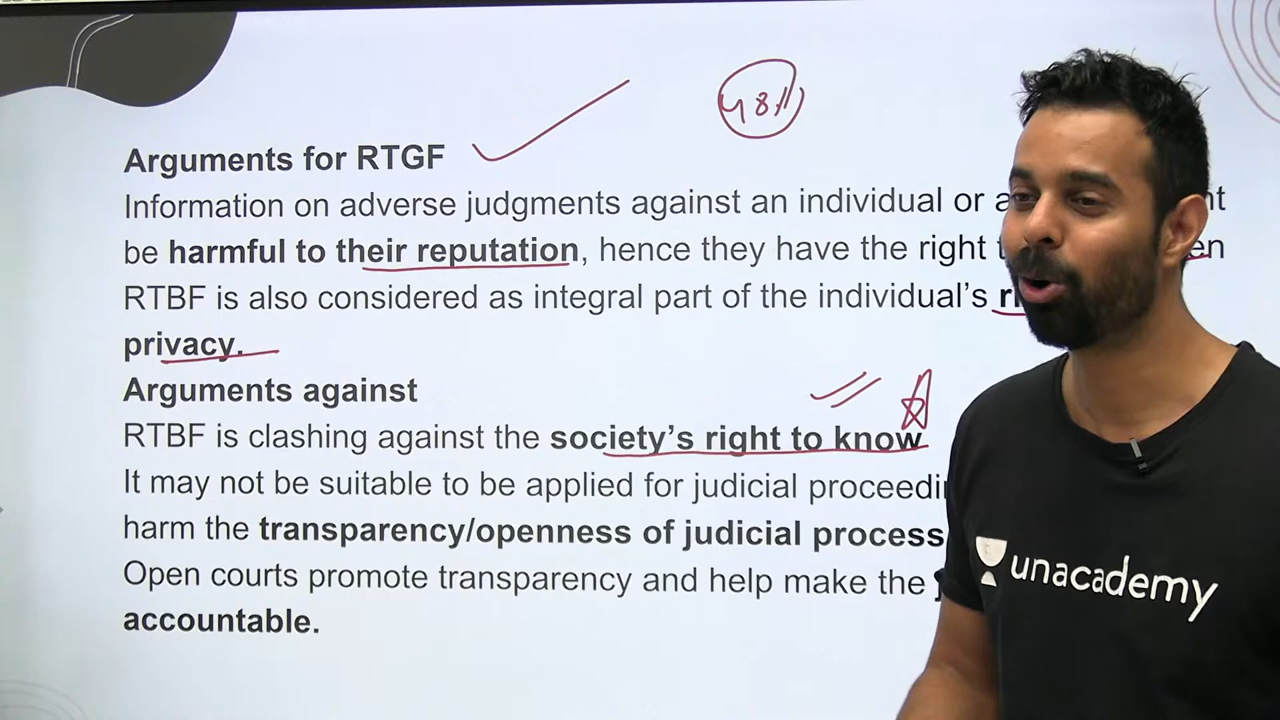 Arguments for RTGF
Information on adverse judgments against an individual or
be harmful to their reputation, hence they have the right
RTBF is also considered as integral part of the individual's
privacy.
Arguments against
RTBF is clashing against the society's right to know
It may not be suitable to be applied for judicial
harm the transparency/openness of judicial process
Open courts promote transparency and help make the
accountable.
unacademy